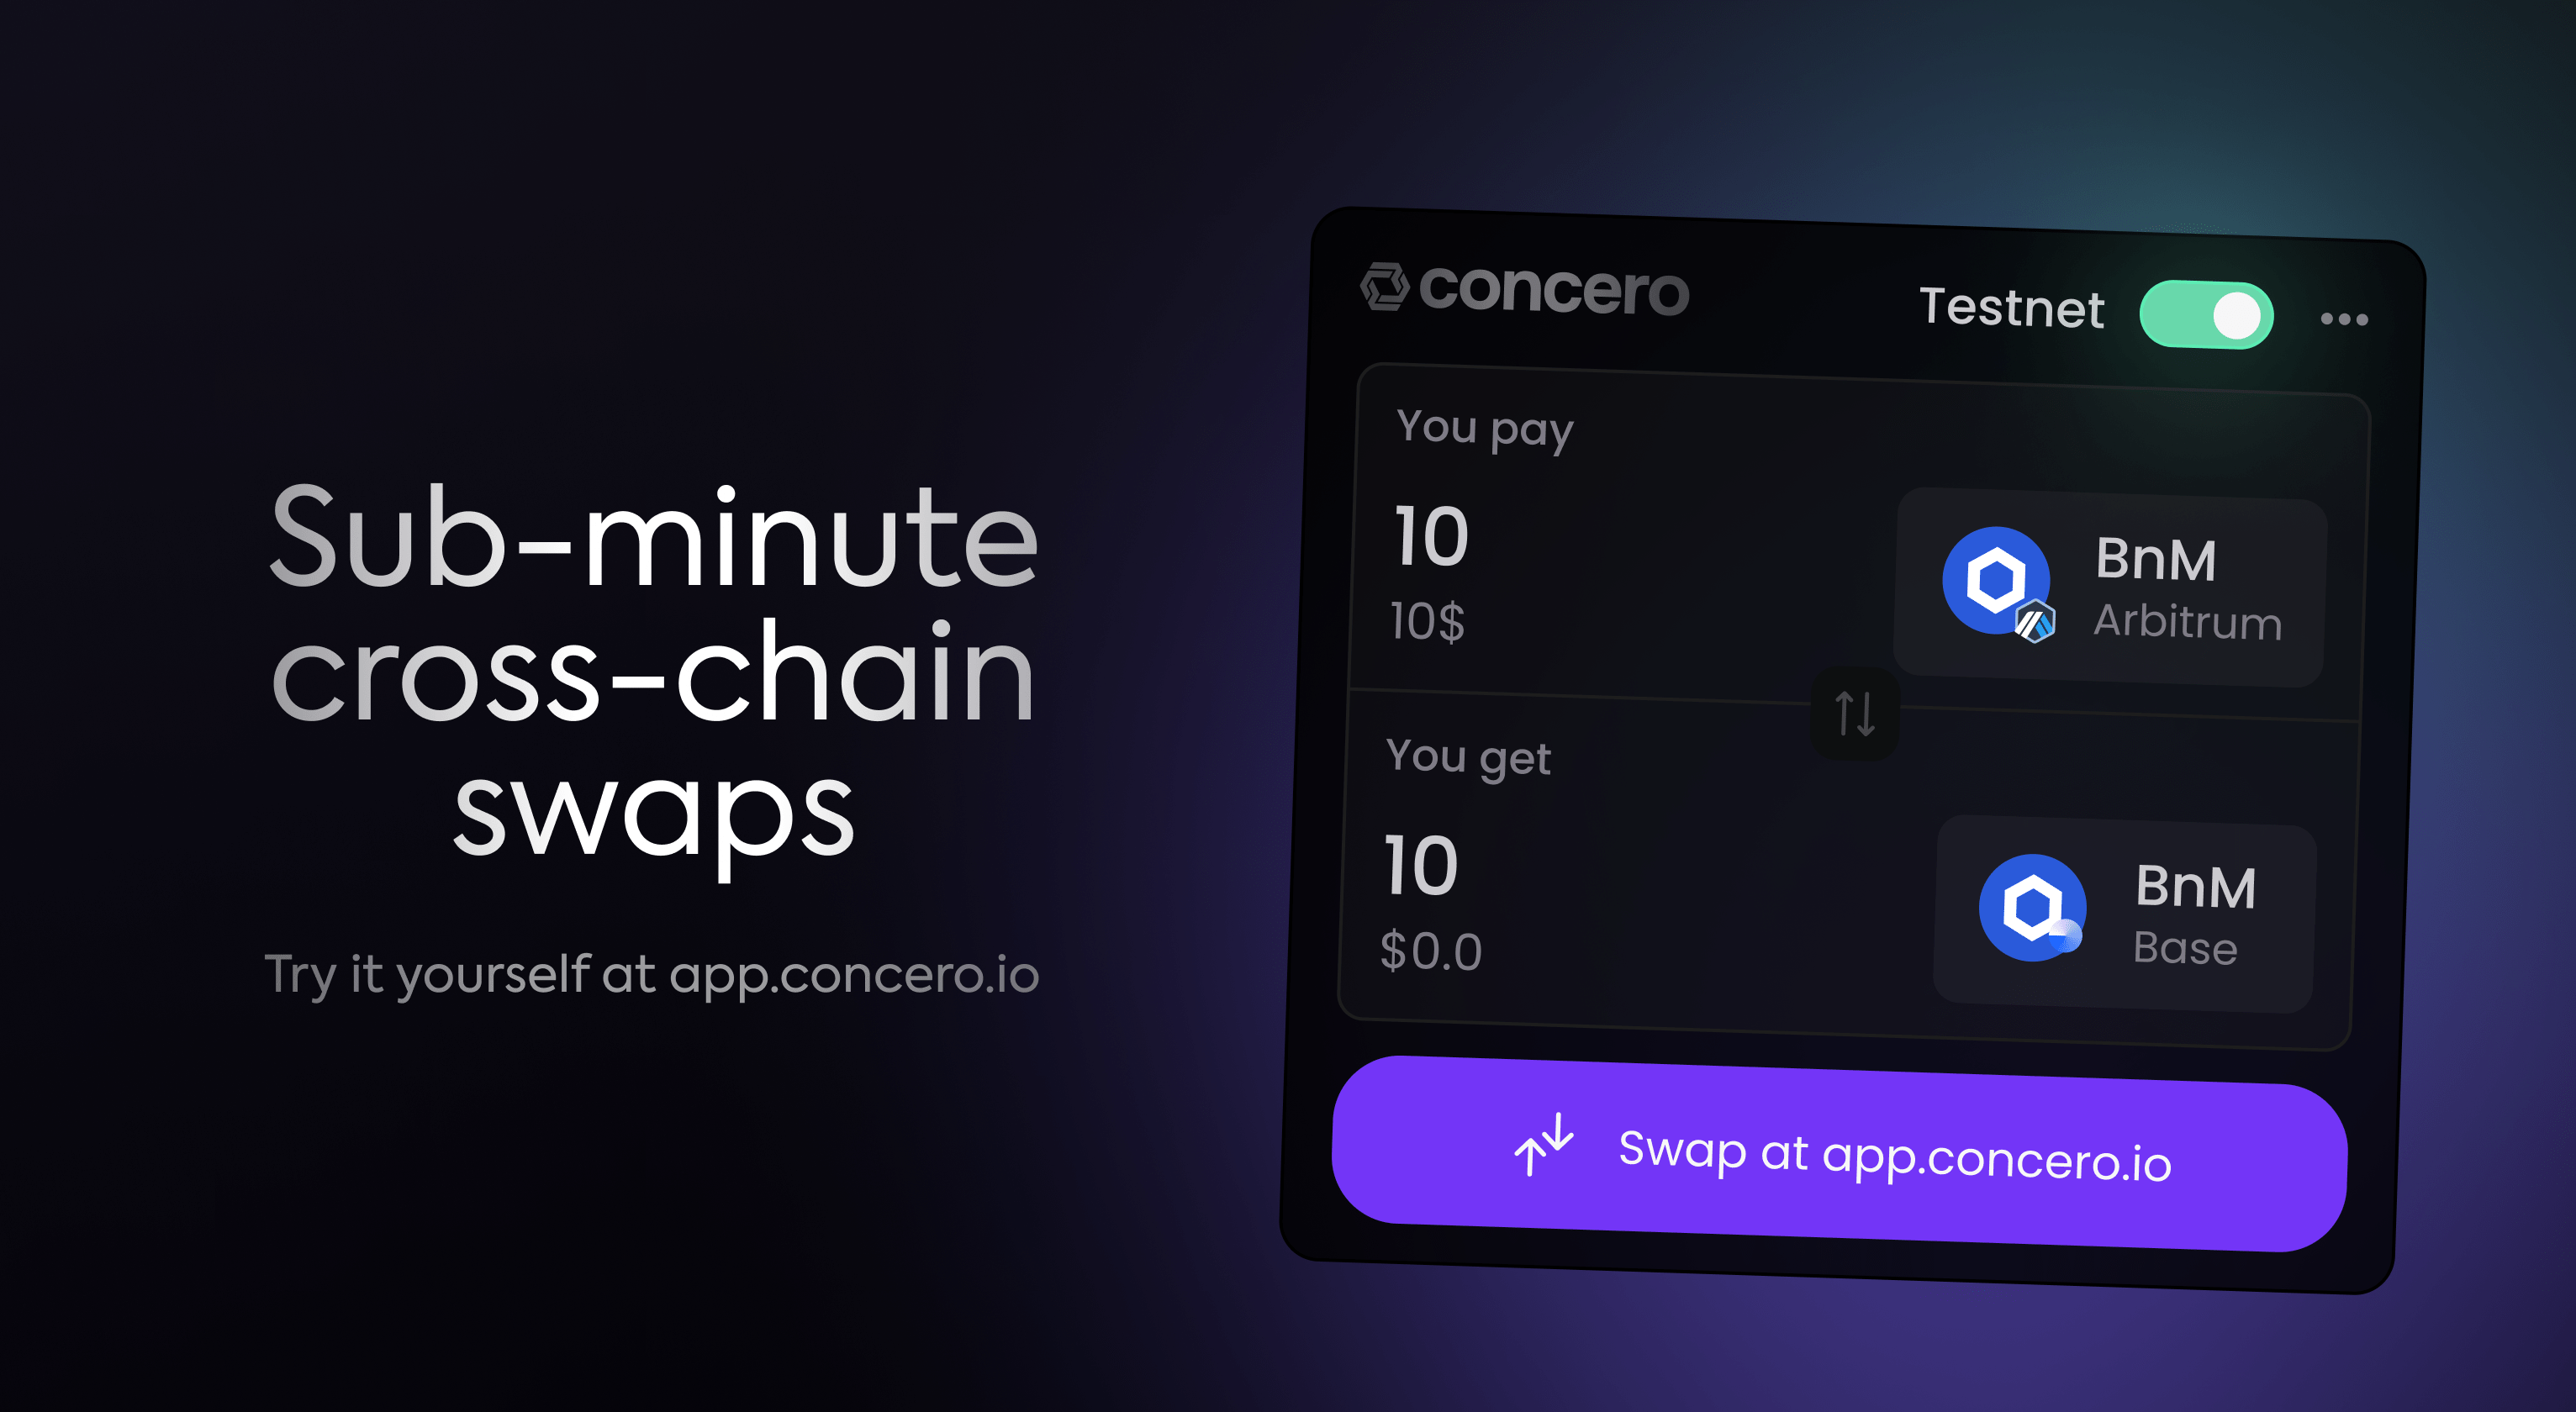 Sub-minute
cross-chain
swaps
Try it yourself at app.concero.io
concero
Testnet
You pay
10
10$
BnM
Arbitrum
You get
10
$0.0
BnM
Base
Swap at app.concero.io